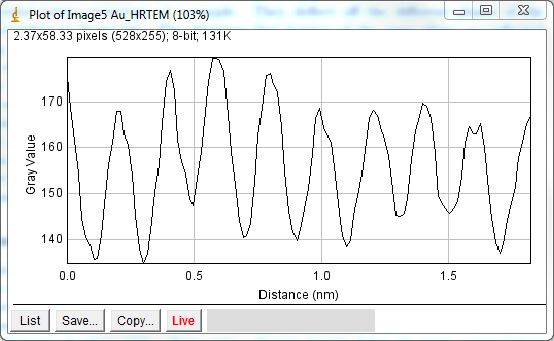 Plot of Image5 Au_HRTEM (103%)
2.37x58.33 pixels (528x255); 8-bit; 131K
170
160
150
140
Gray Value
0.0 0.5 1.0 1.5
Distance (nm)
List Save... Copy... Live